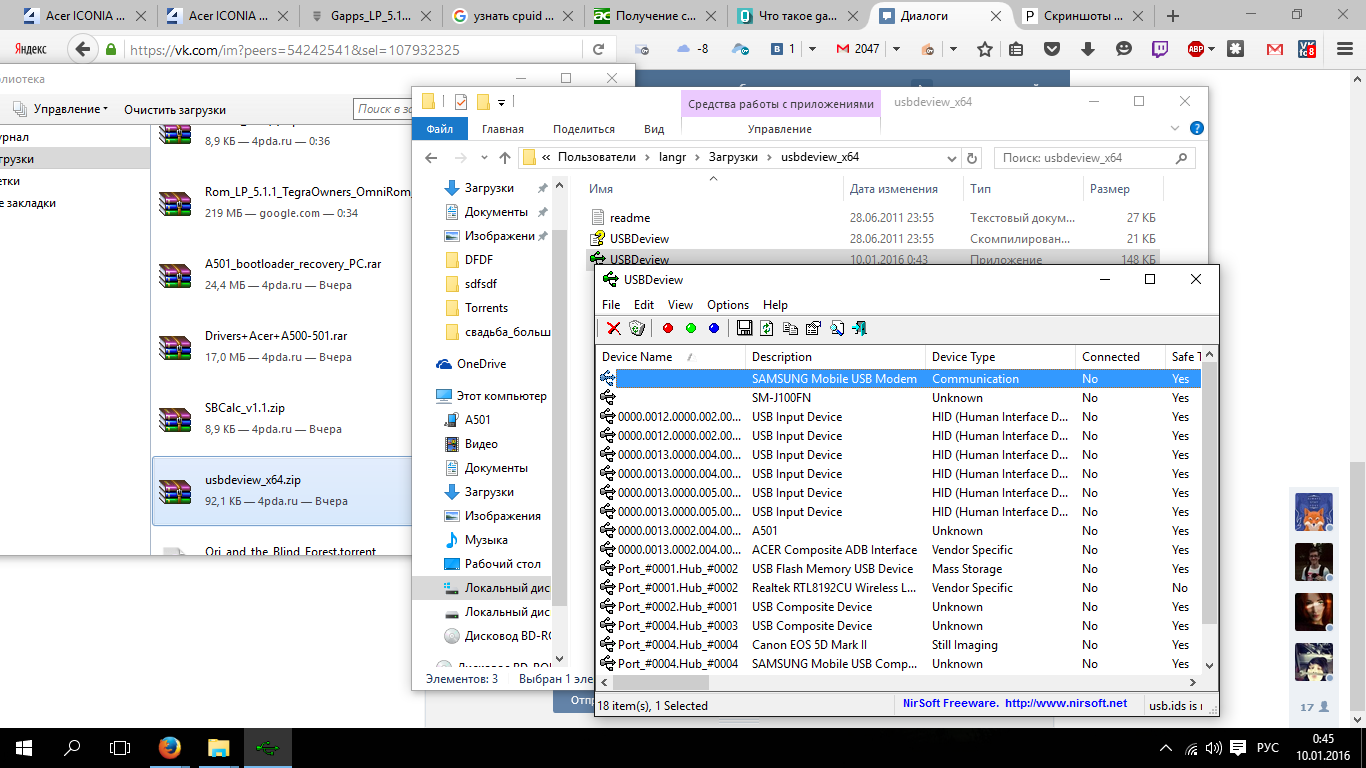 Acer ICONIA ...
Acer ICONIA ...
Gapps_LP_5.1...
узнать cpuid ...
Получение с...
Что такое ga...
Диалоги
Скриншоты ...
Яndex
https://vk.com/im?peers=54242541&sel=107932325
-8
1
2047
ABP
блиотека
Управление
Очистить загрузки
Поиск в за
урнал
грузки
етки
е закладки
8,9 КБ — 4pda.ru — 0:36
Rom_LP_5.1.1_TegraOwners_OmniRom
219 МБ — google.com — 0:34
A501_bootloader_recovery_PC.rar
24,4 МБ — 4pda.ru — Вчера
Drivers+Acer+A500-501.rar
17,0 МБ — 4pda.ru — Вчера
SBCalc_v1.1.zip
8,9 КБ — 4pda.ru — Вчера
usbdeview_x64.zip
92,1 КБ — 4pda.ru — Вчера
Ori_and_the_Blind_Forest.torrent
Средства работы с приложениями
usbdeview_x64
Файл
Главная
Поделиться
Вид
Управление
« Пользователи › langr › Загрузки › usbdeview_x64
Поиск: usbdeview_x64
Имя
Дата изменения
Тип
Размер
readme 28.06.2011 23:55 Текстовый докум... 27 КБ
USBDeview 28.06.2011 23:55 Скомпилирован... 21 КБ
USBDeview 10.01.2016 0:43 Приложение 148 КБ
Загрузки
Документы
Изображени
DFDF
sdfsdf
Torrents
свадьба_больш
OneDrive
Этот компьютер
A501
Видео
Документы
Загрузки
Изображения
Музыка
Рабочий стол
Локальный дис
Локальный дис
Дисковод BD-RO
Дисковод BD-ROM
Элементов: 3
Выбран 1 эле
Отпр
USBDeview
File Edit View Options Help
Device Name Description Device Type Connected Safe T
SAMSUNG Mobile USB Modem Communication No Yes
SM-J100FN Unknown No Yes
0000.0012.0000.002.00... USB Input Device HID (Human Interface D... No Yes
0000.0012.0000.002.00... USB Input Device HID (Human Interface D... No Yes
0000.0013.0000.004.00... USB Input Device HID (Human Interface D... No Yes
0000.0013.0000.004.00... USB Input Device HID (Human Interface D... No Yes
0000.0013.0000.005.00... USB Input Device HID (Human Interface D... No Yes
0000.0013.0000.005.00... USB Input Device HID (Human Interface D... No Yes
0000.0013.0002.004.00... A501 Unknown No Yes
0000.0013.0002.004.00... ACER Composite ADB Interface Vendor Specific No Yes
Port_#0001.Hub_#0002 USB Flash Memory USB Device Mass Storage No Yes
Port_#0001.Hub_#0002 Realtek RTL8192CU Wireless L... Vendor Specific No No
Port_#0002.Hub_#0001 USB Composite Device Unknown No Yes
Port_#0004.Hub_#0003 USB Composite Device Unknown No Yes
Port_#0004.Hub_#0004 Canon EOS 5D Mark II Still Imaging No Yes
Port_#0004.Hub_#0004 SAMSUNG Mobile USB Comp... Unknown No Yes
18 item(s), 1 Selected
NirSoft Freeware. http://www.nirsoft.net
usb.ids is
17
РУС
0:45
10.01.2016